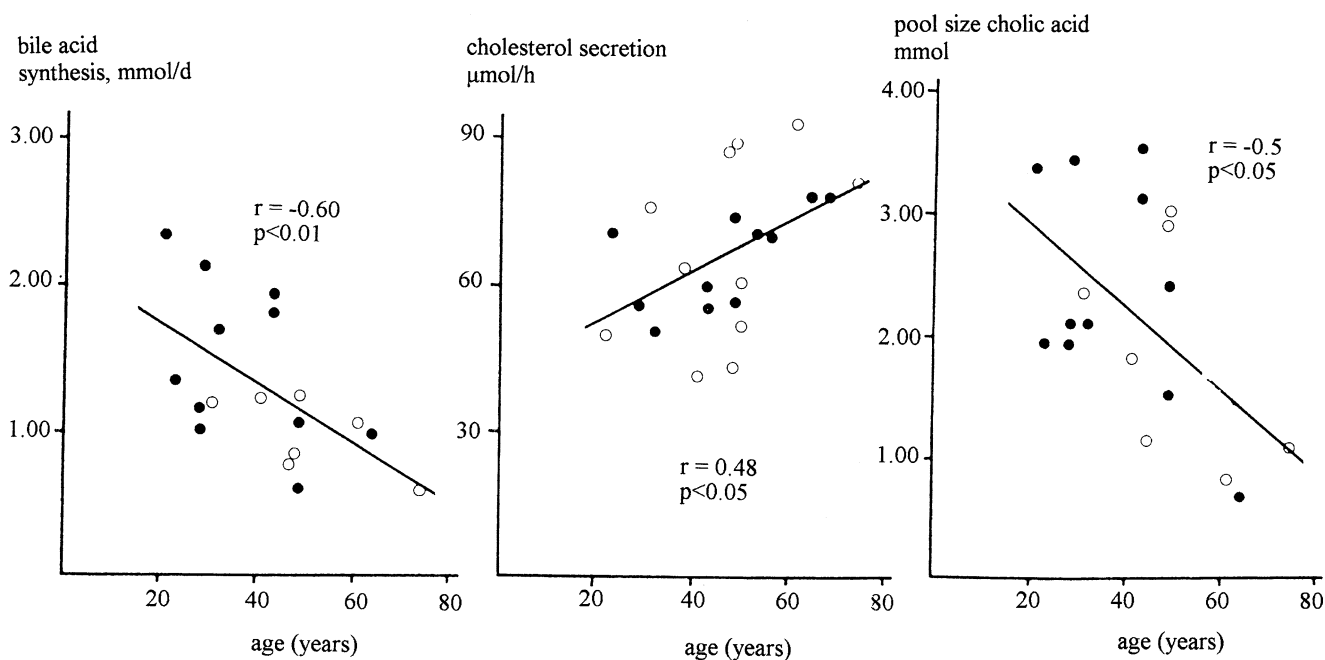 bile acid
synthesis, mmol/d
3.00
2.00
1.00
r = -0.60
p<0.01
20 40 60 80
age (years)
cholesterol secretion
μmol/h
90
60
30
r = 0.48
p<0.05
20 40 60 80
age (years)
pool size cholic acid
mmol
4.00
3.00
2.00
1.00
r = -0.5
p<0.05
20 40 60 80
age (years)